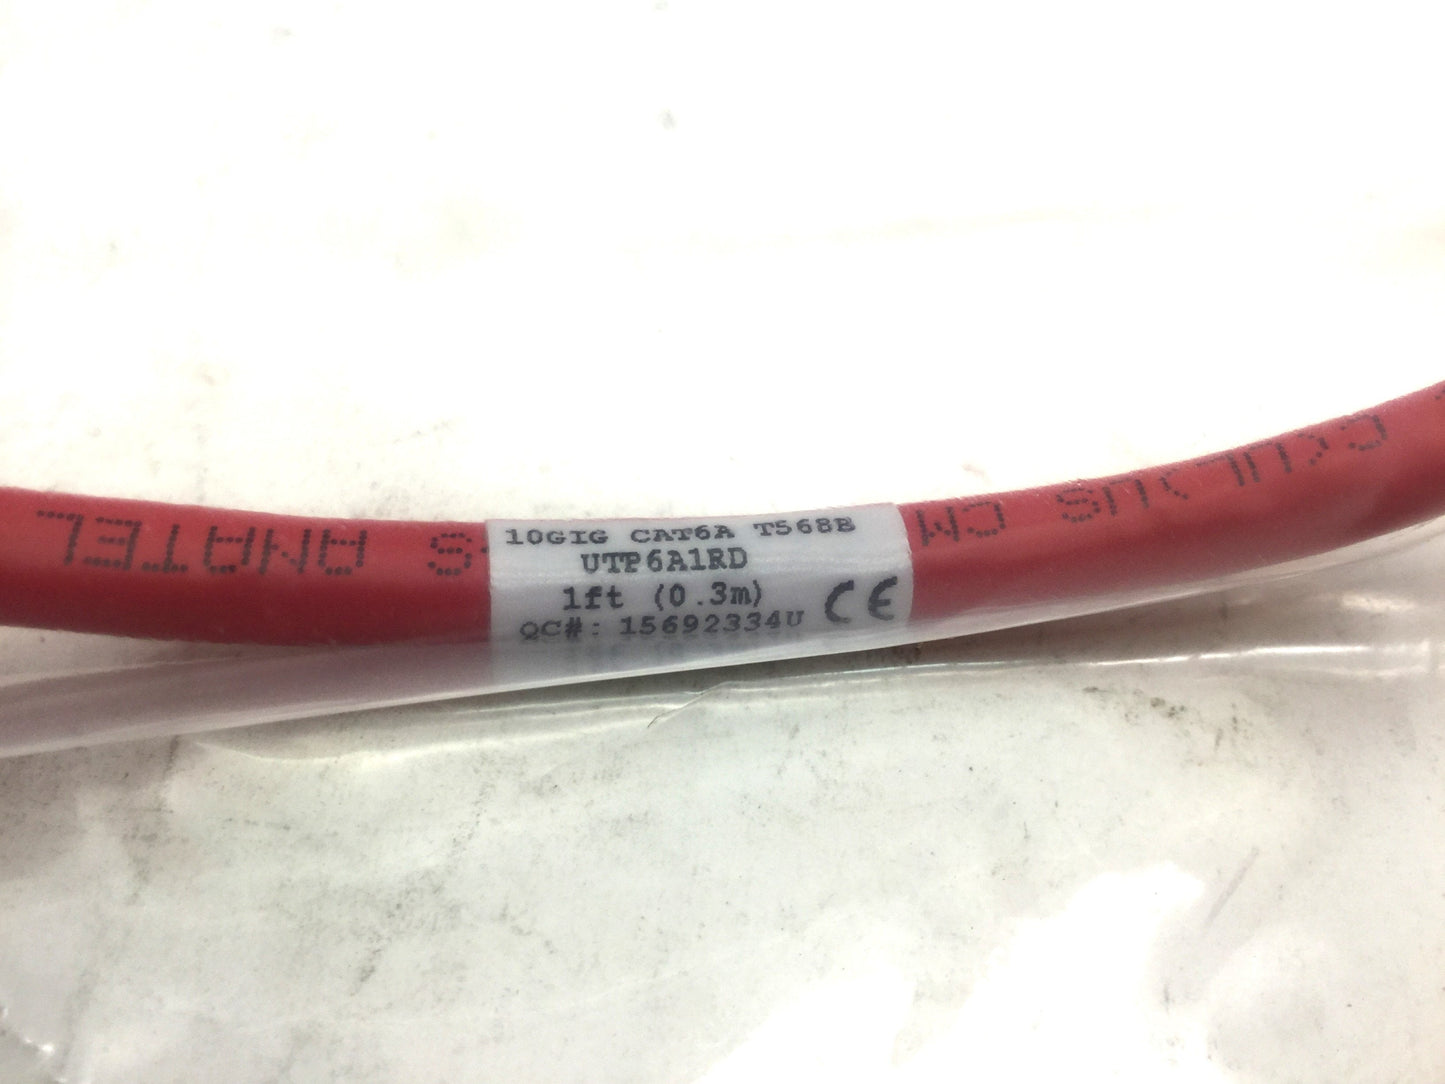 10GIG CAT6A T568B
UTP6A1RD
1ft (0.3m)
QC#: 15692334U CE
ANATEL
C(UL)US CM